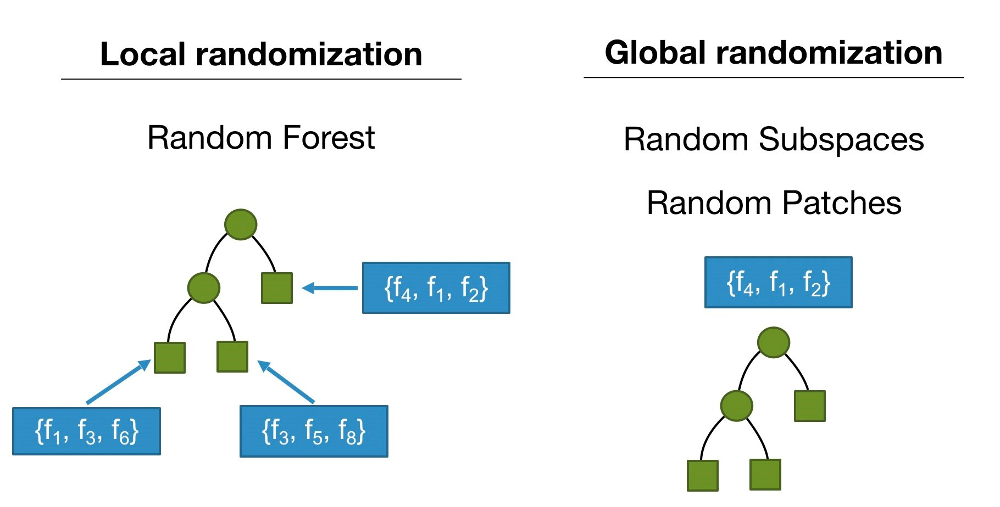 Local randomization
Random Forest
{f₄, f₁, f₂}
{f₁, f₃, f₆}
{f₃, f₅, f₈}
Global randomization
Random Subspaces
Random Patches
{f₄, f₁, f₂}